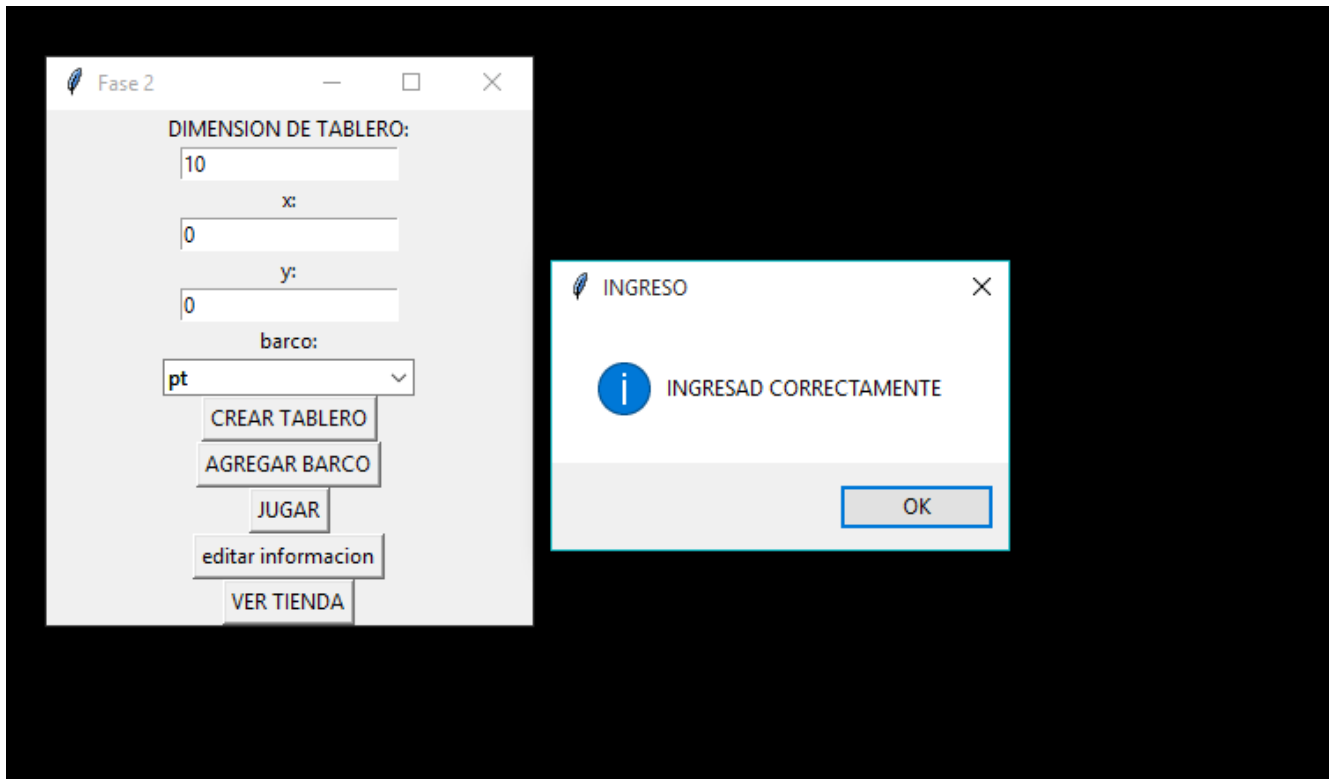 Fase 2
DIMENSION DE TABLERO:
10
x:
0
y:
0
barco:
pt
CREAR TABLERO
AGREGAR BARCO
JUGAR
editar informacion
VER TIENDA
INGRESO
i
INGRESAD CORRECTAMENTE
OK